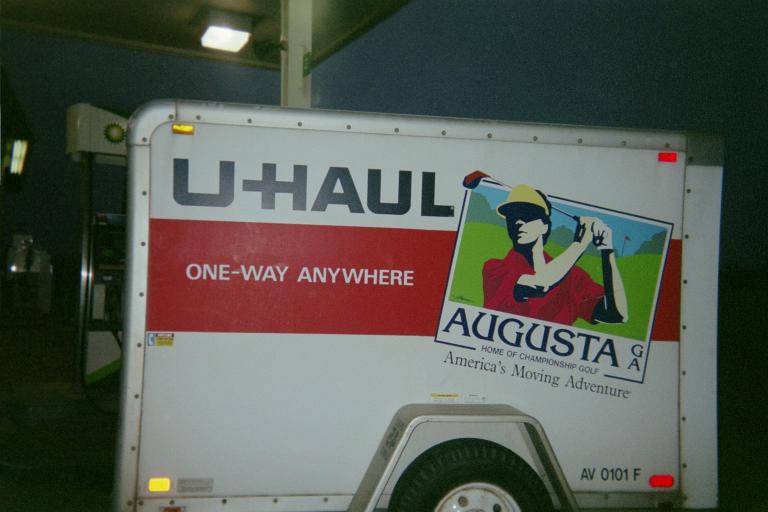 U-HAUL
ONE-WAY ANYWHERE
AUGUSTA GA
HOME OF CHAMPIONSHIP GOLF
America's Moving Adventure
AV 0101 F